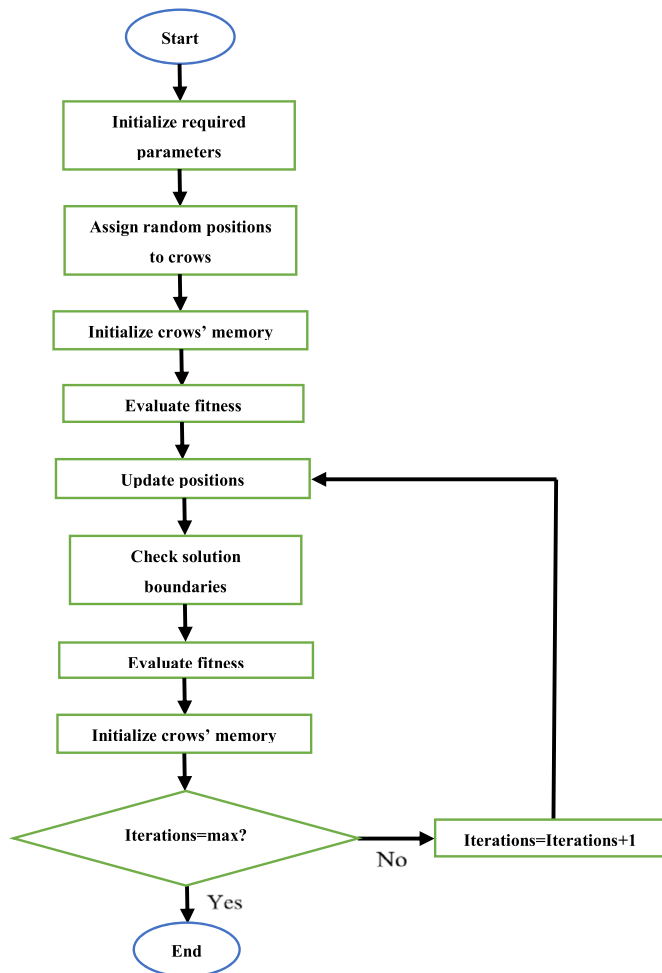 Start
Initialize required
parameters
Assign random positions
to crows
Initialize crows’ memory
Evaluate fitness
Update positions
Check solution
boundaries
Evaluate fitness
Initialize crows’ memory
Iterations=max?
No
Iterations=Iterations+1
Yes
End